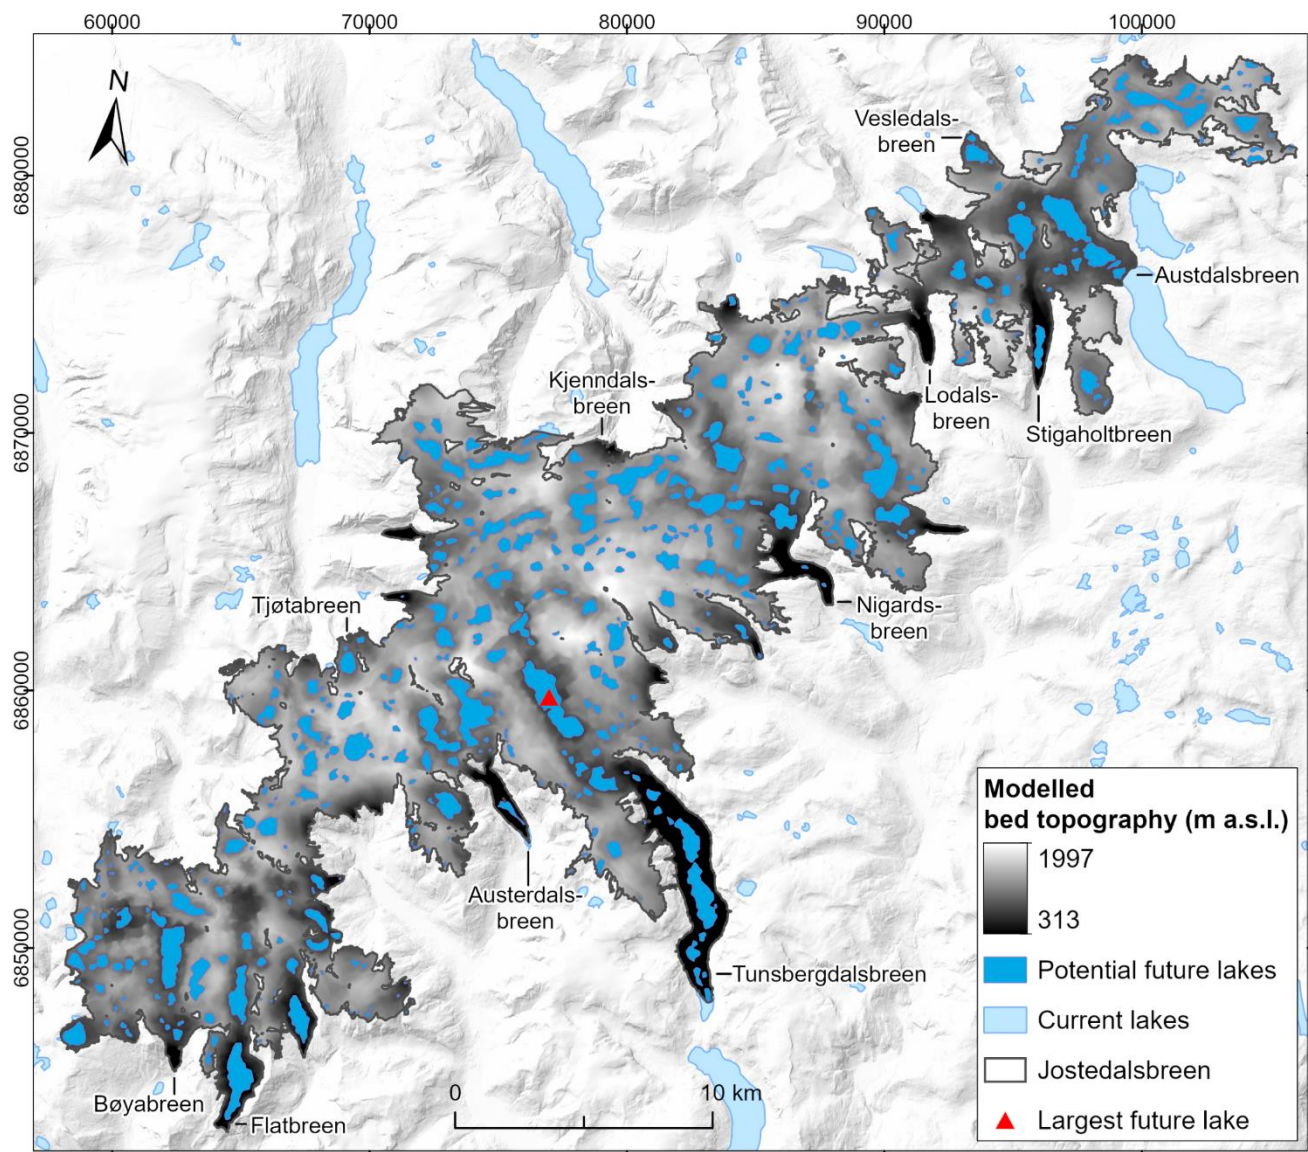 60000
70000
80000
90000
100000
N
6880000
6870000
6860000
6850000
Vesledals-
breen
Austdalsbreen
Kjenndals-
breen
Lodals-
breen
Stigaholtbreen
Tjøtabreen
Nigards-
breen
Austerdals-
breen
Tunsbergdalsbreen
Bøyabreen
Flatbreen
0
10 km
Modelled
bed topography (m a.s.l.)
1997
313
Potential future lakes
Current lakes
Jostedalsbreen
Largest future lake